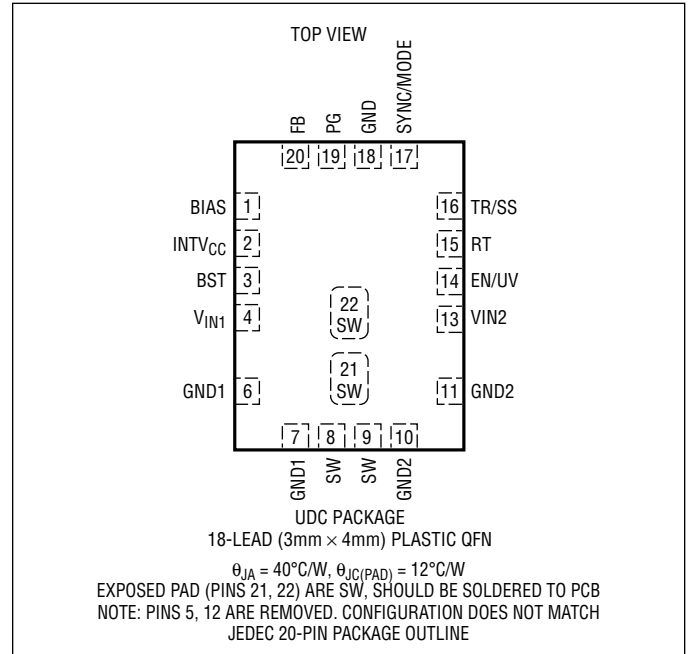 TOP VIEW
FB
PG
GND
SYNC/MODE
20
19
18
17
BIAS 1
16 TR/SS
INTVCC 2
15 RT
BST 3
14 EN/UV
VIN1 4
13 VIN2
22
SW
21
SW
GND1 6
11 GND2
7
8
9
10
GND1
SW
SW
GND2
UDC PACKAGE
18-LEAD (3mm × 4mm) PLASTIC QFN
θJA = 40°C/W, θJC(PAD) = 12°C/W
EXPOSED PAD (PINS 21, 22) ARE SW, SHOULD BE SOLDERED TO PCB
NOTE: PINS 5, 12 ARE REMOVED. CONFIGURATION DOES NOT MATCH
JEDEC 20-PIN PACKAGE OUTLINE